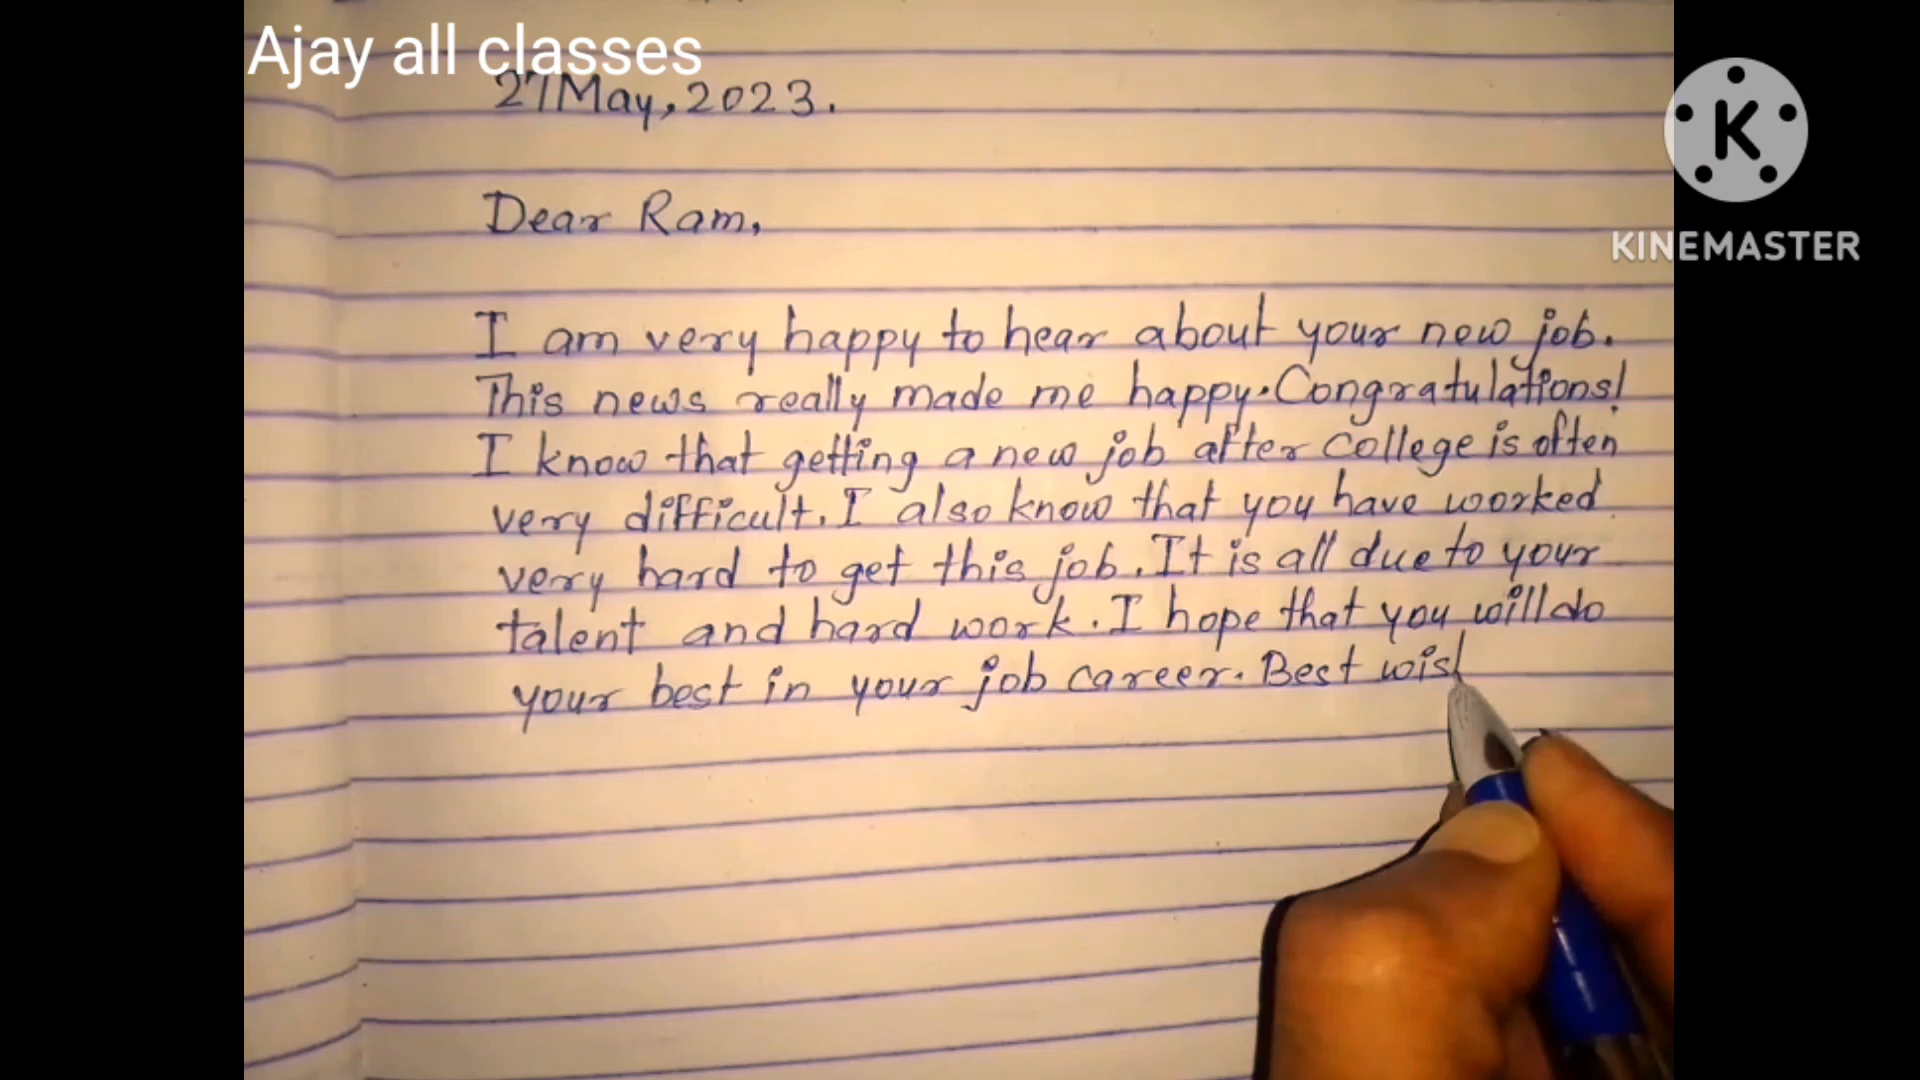 Ajay all classes
27 May, 2023.
KINEMASTER
Dear Ram,
I am very happy to hear about your new job.
This news really made me happy. Congratulations!
I know that getting a new job after college is often
very difficult. I also know that you have worked
very hard to get this job. It is all due to your
talent and hard work. I hope that you will do
your best in your job career. Best wish